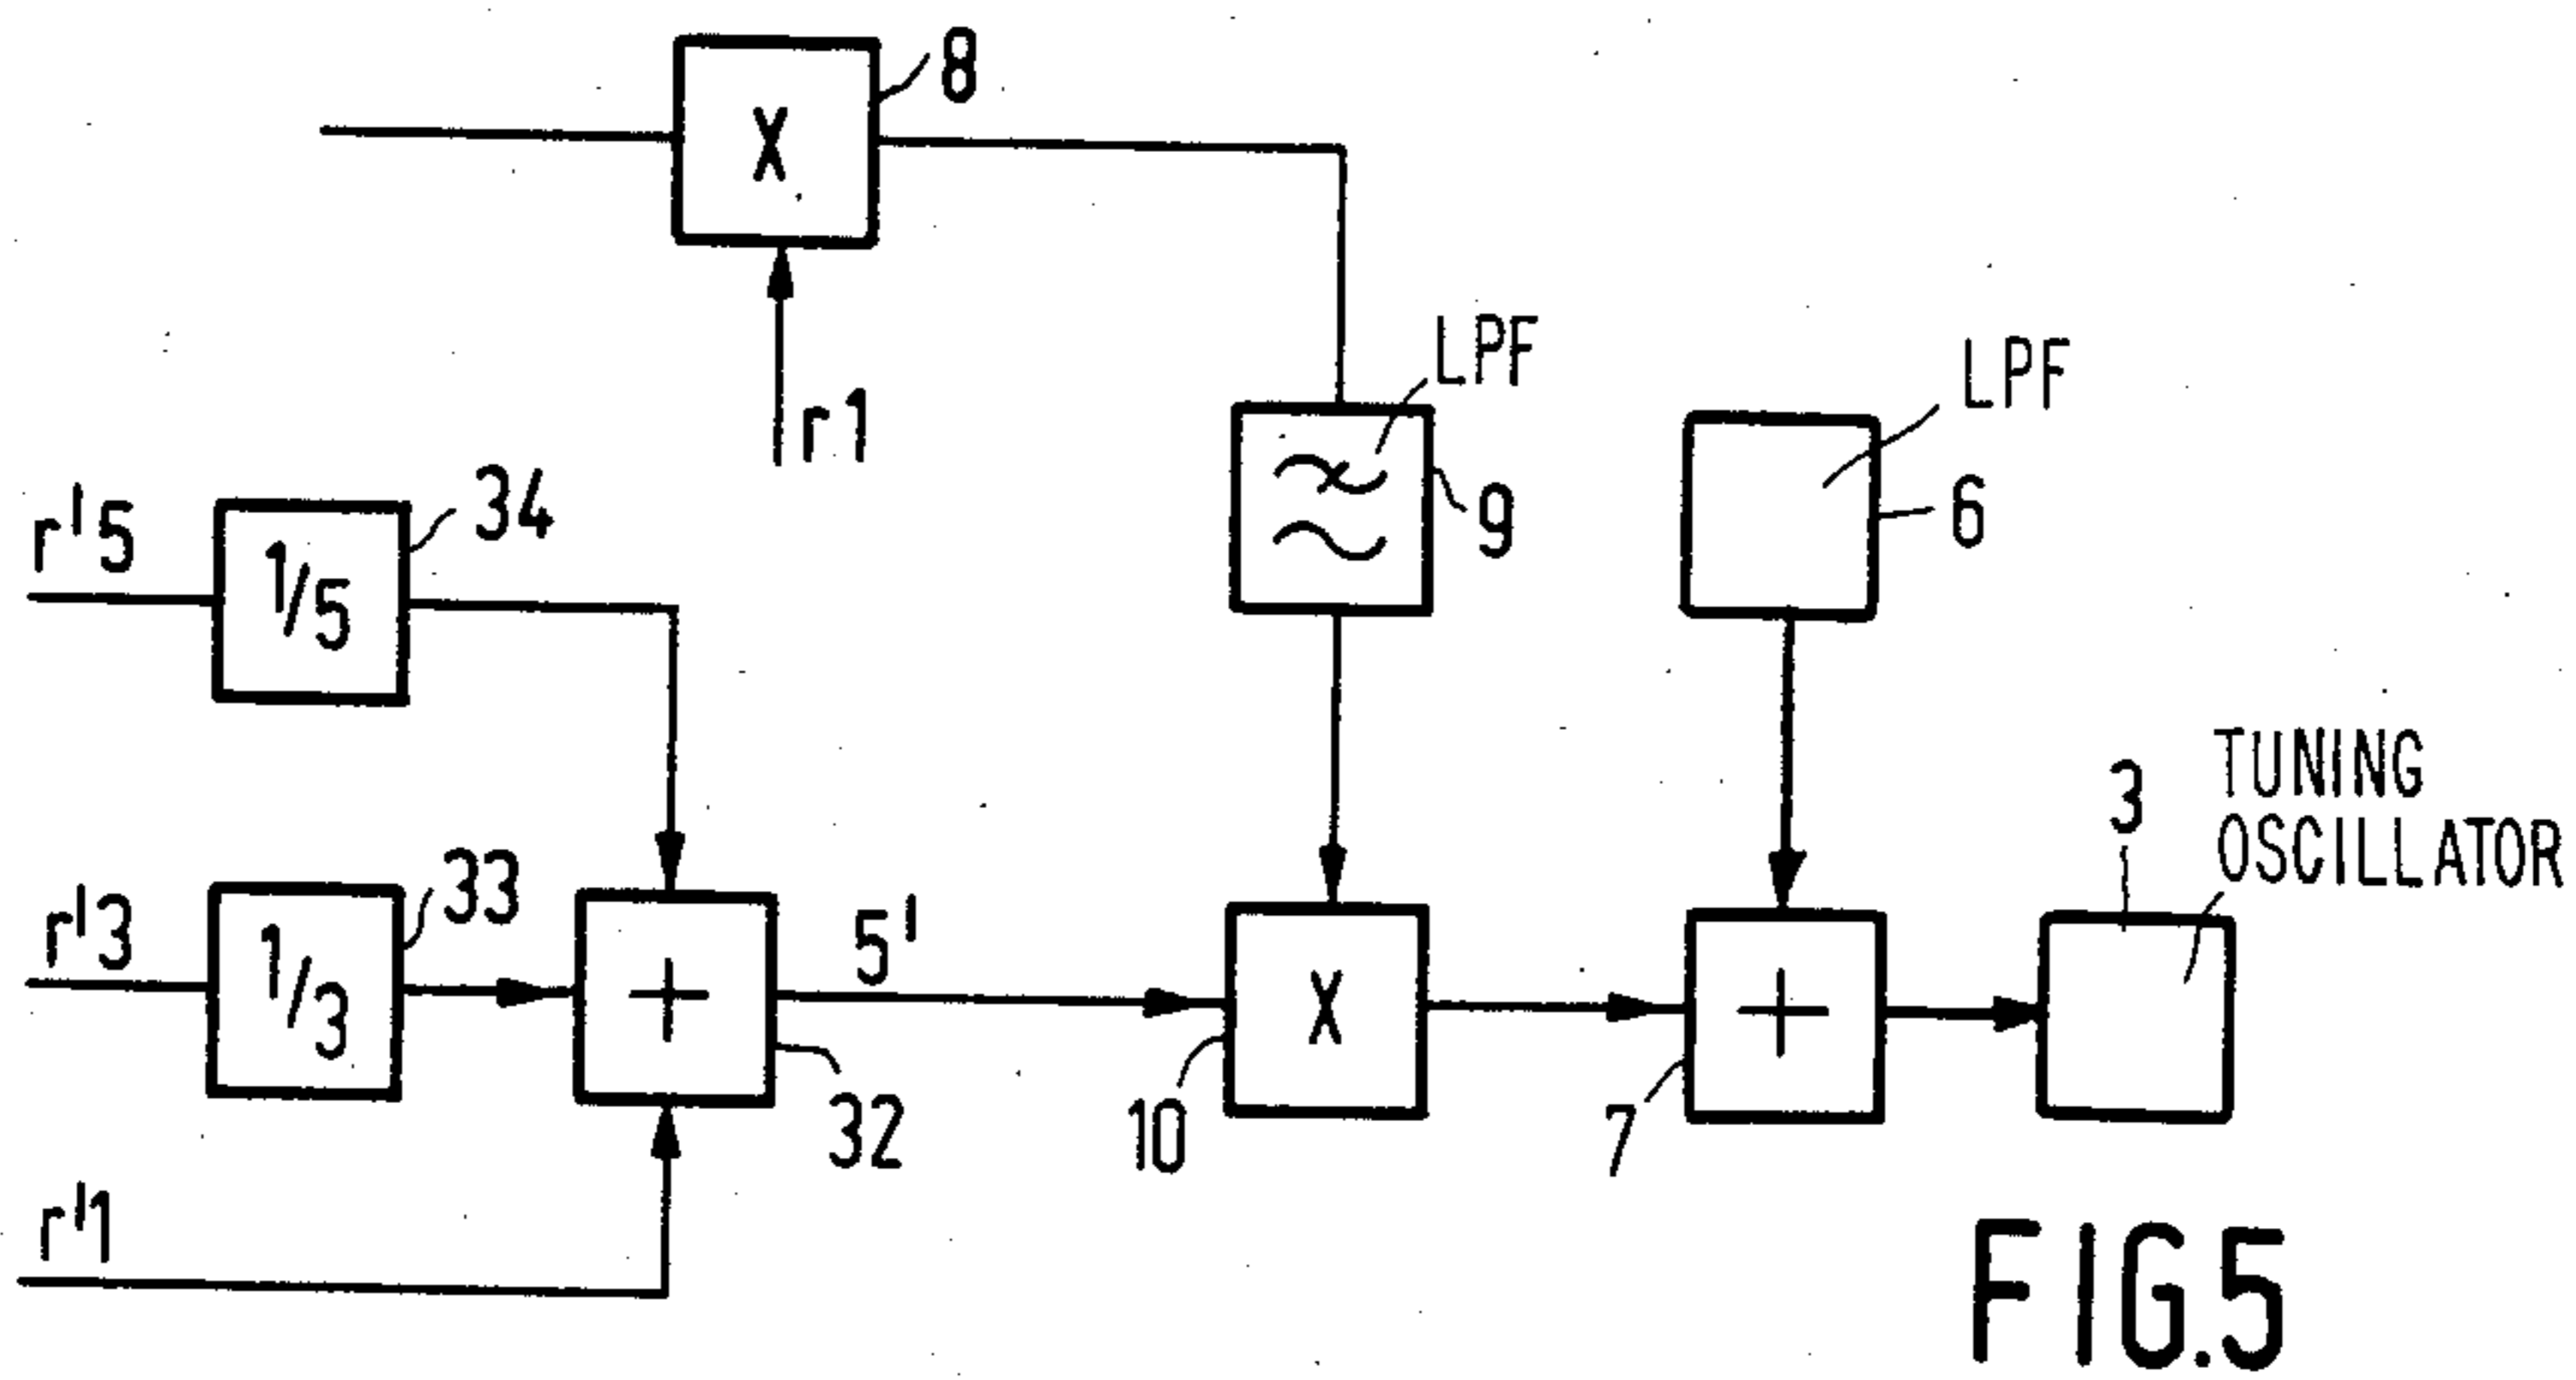 8
X
r1
LPF
LPF
r'5
34
1/5
9
6
r'3
33
1/3
+
5'
32
X
10
+
7
3
TUNING
OSCILLATOR
r'1
FIG.5